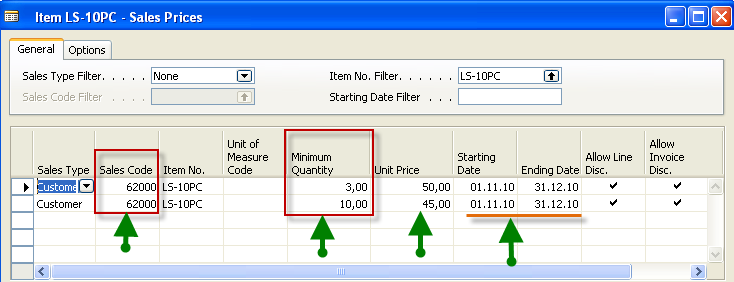 Item LS-10PC - Sales Prices
General Options
Sales Type Filter. . . . . None Item No. Filter. . . . . . LS-10PC
Sales Code Filter . . . . Starting Date Filter . . .
Unit of Allow
Measure Minimum Starting Allow Line Invoice
Sales Type Sales Code Item No. Code Quantity Unit Price Date Ending Date Disc. Disc.
Custome 62000 LS-10PC 3,00 50,00 01.11.10 31.12.10
Customer 62000 LS-10PC 10,00 45,00 01.11.10 31.12.10